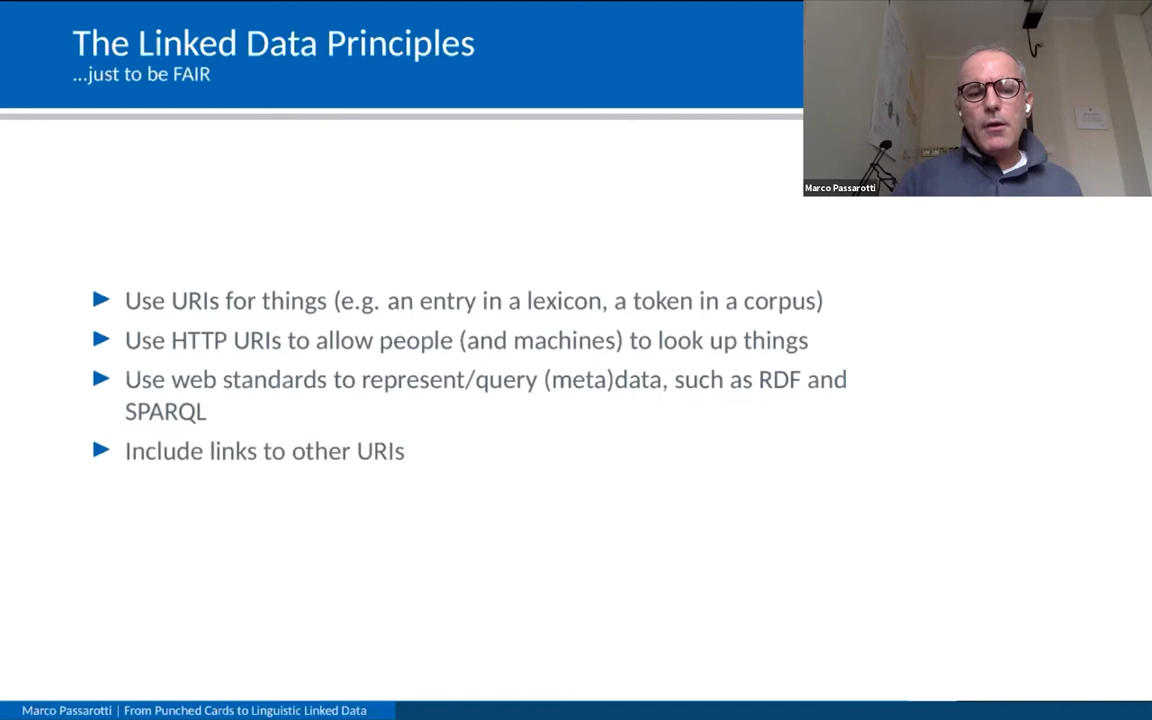 The Linked Data Principles
...just to be FAIR
Marco Passarotti
► Use URIs for things (e.g. an entry in a lexicon, a token in a corpus)
► Use HTTP URIs to allow people (and machines) to look up things
► Use web standards to represent/query (meta)data, such as RDF and
SPARQL
► Include links to other URIs
Marco Passarotti | From Punched Cards to Linguistic Linked Data